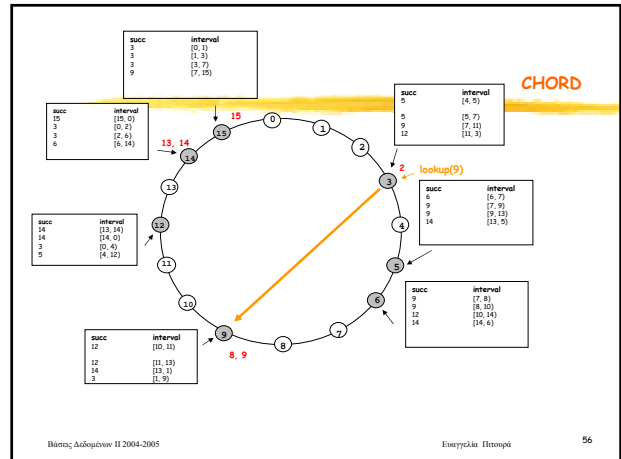 CHORD
succ interval
3 [0, 1)
3 [1, 3)
3 [3, 7)
9 [7, 15)
succ interval
15 [15, 0)
3 [0, 2)
3 [2, 6)
6 [6, 14)
succ interval
5 [4, 5)
5 [5, 7)
9 [7, 11)
12 [11, 3)
15
13, 14
2
lookup(9)
succ interval
6 [6, 7)
9 [7, 9)
9 [9, 13)
14 [13, 5)
succ interval
14 [13, 14)
14 [14, 0)
3 [0, 4)
5 [4, 12)
succ interval
9 [7, 8)
9 [8, 10)
12 [10, 14)
14 [14, 6)
succ interval
12 [10, 11)
12 [11, 13)
14 [13, 1)
3 [1, 9)
8, 9
0
1
2
3
4
5
6
7
8
9
10
11
12
13
14
15
Βάσεις Δεδομένων II 2004-2005
Ευαγγελία Πιτουρά
56